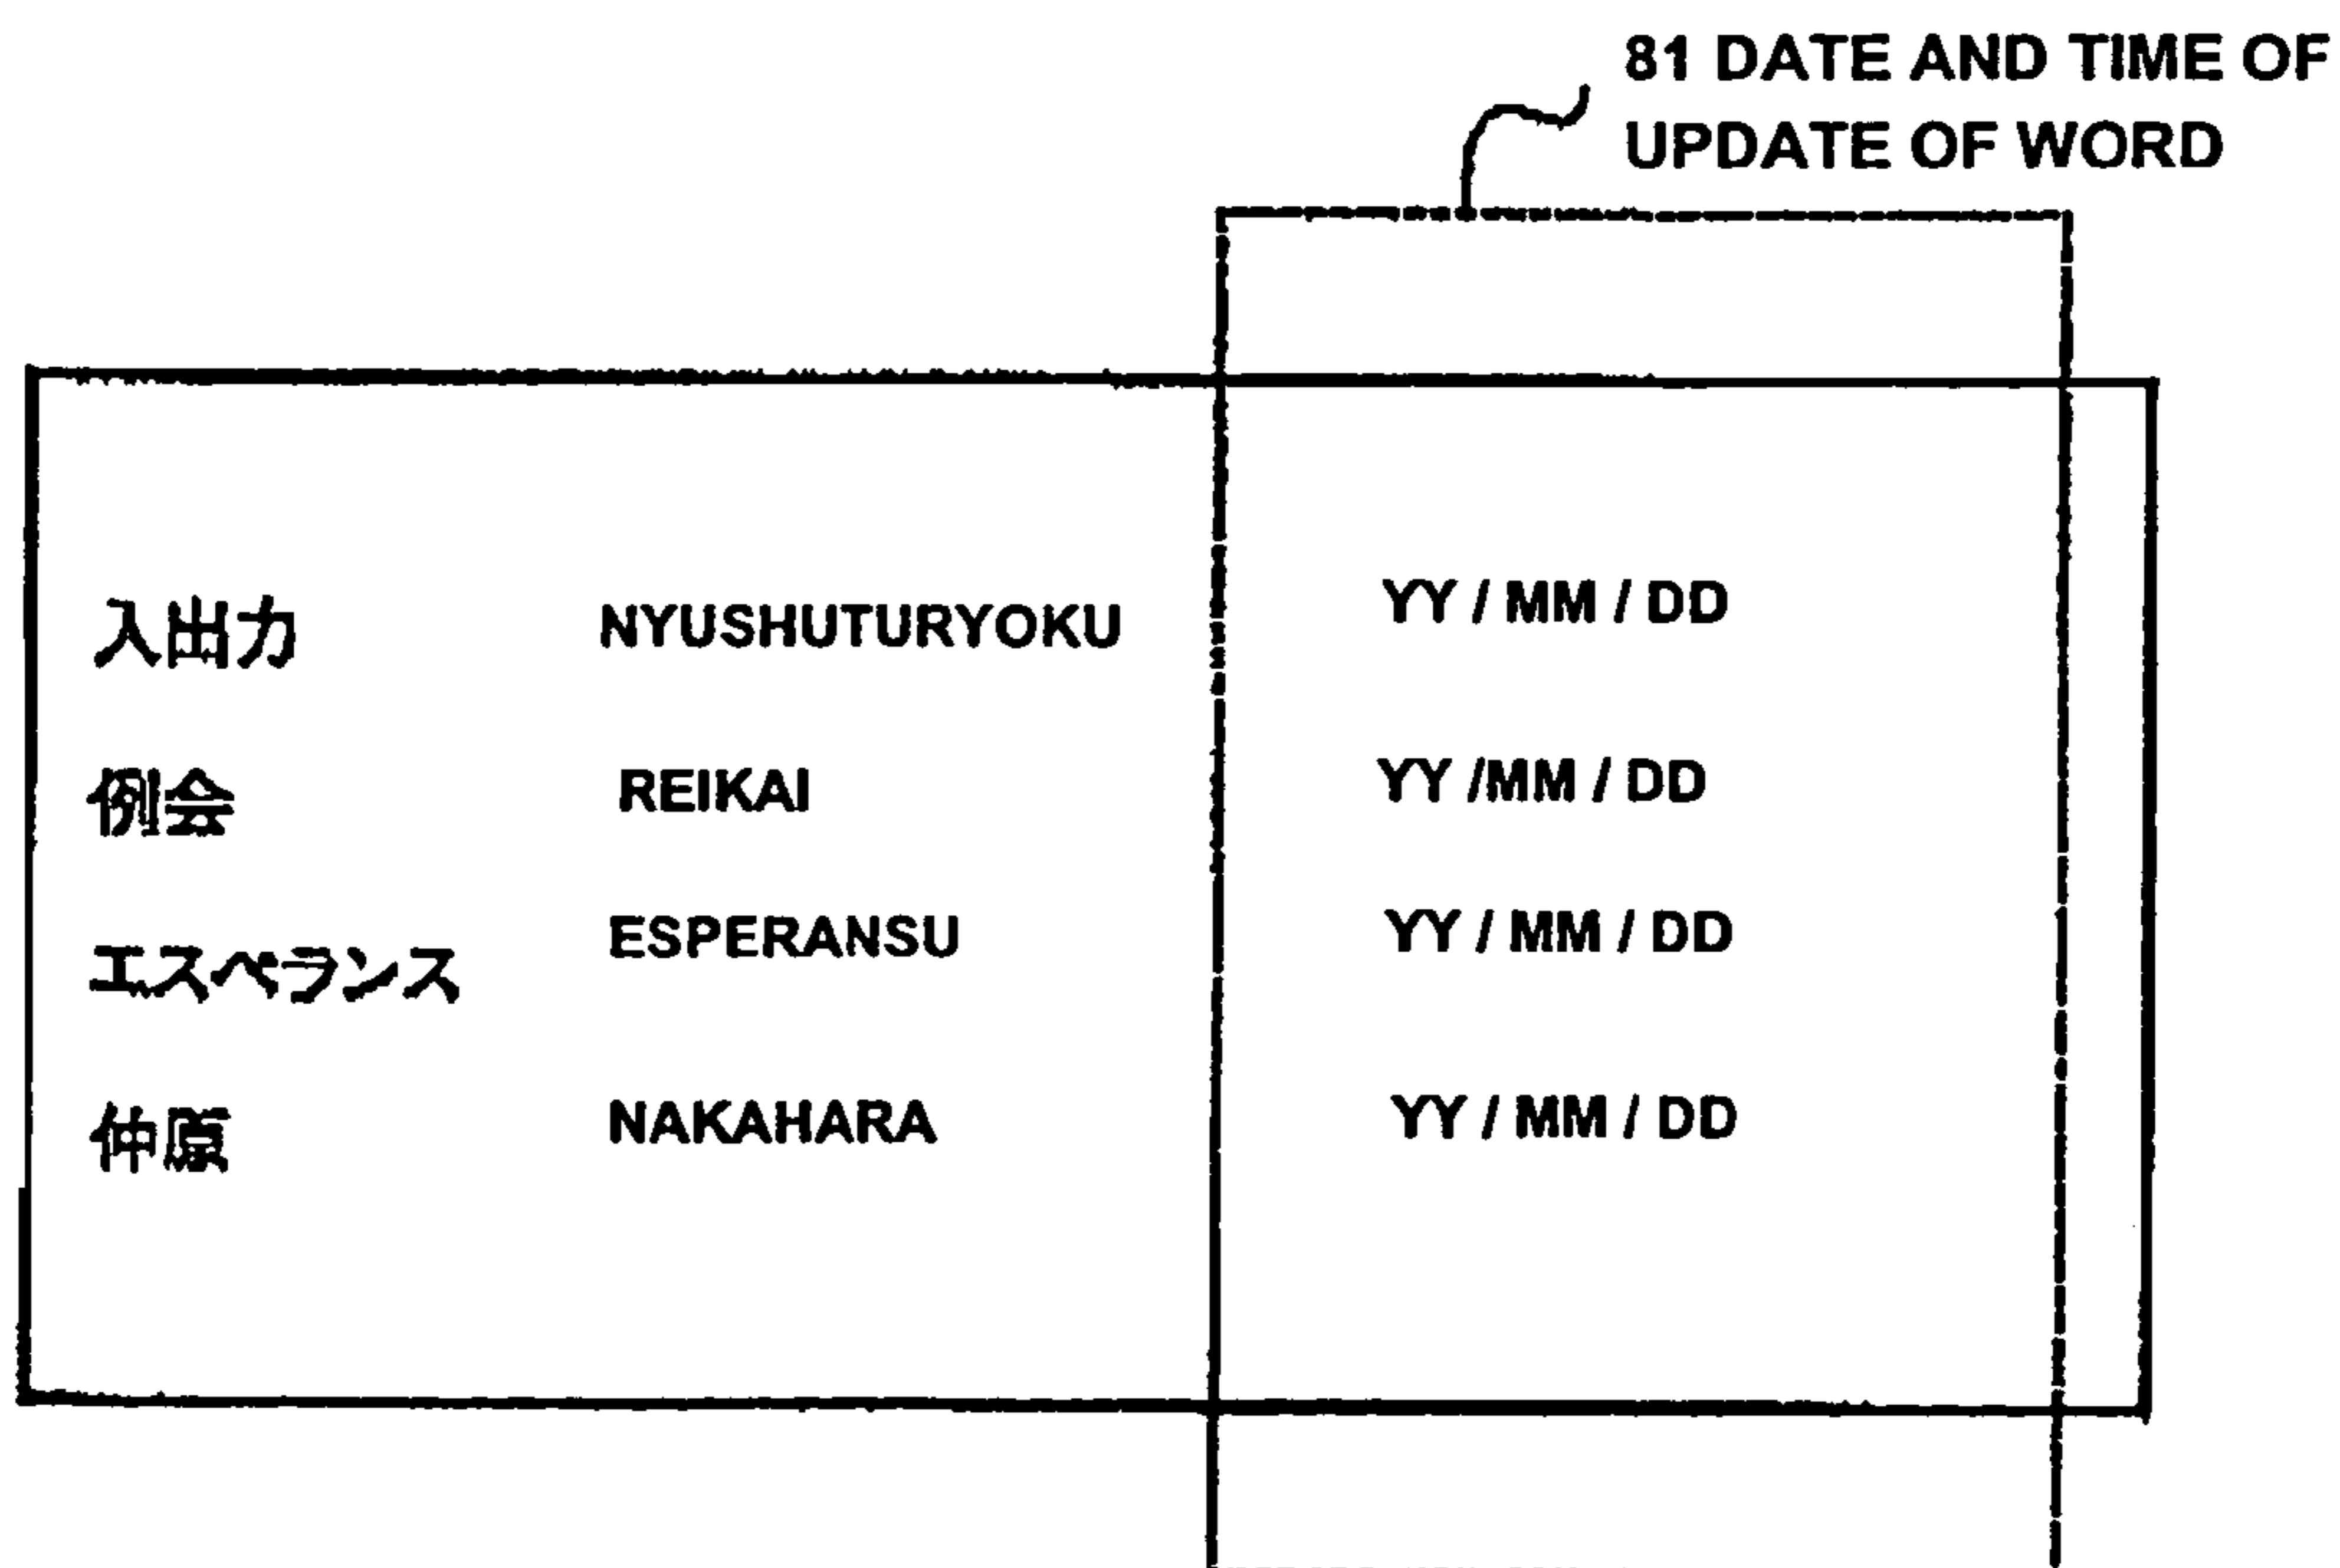 81 DATE AND TIME OF
UPDATE OF WORD
入出力 NYUSHUTURYOKU YY / MM / DD
例会 REIKAI YY /MM / DD
エスペランス ESPERANSU YY / MM / DD
仲原 NAKAHARA YY / MM / DD